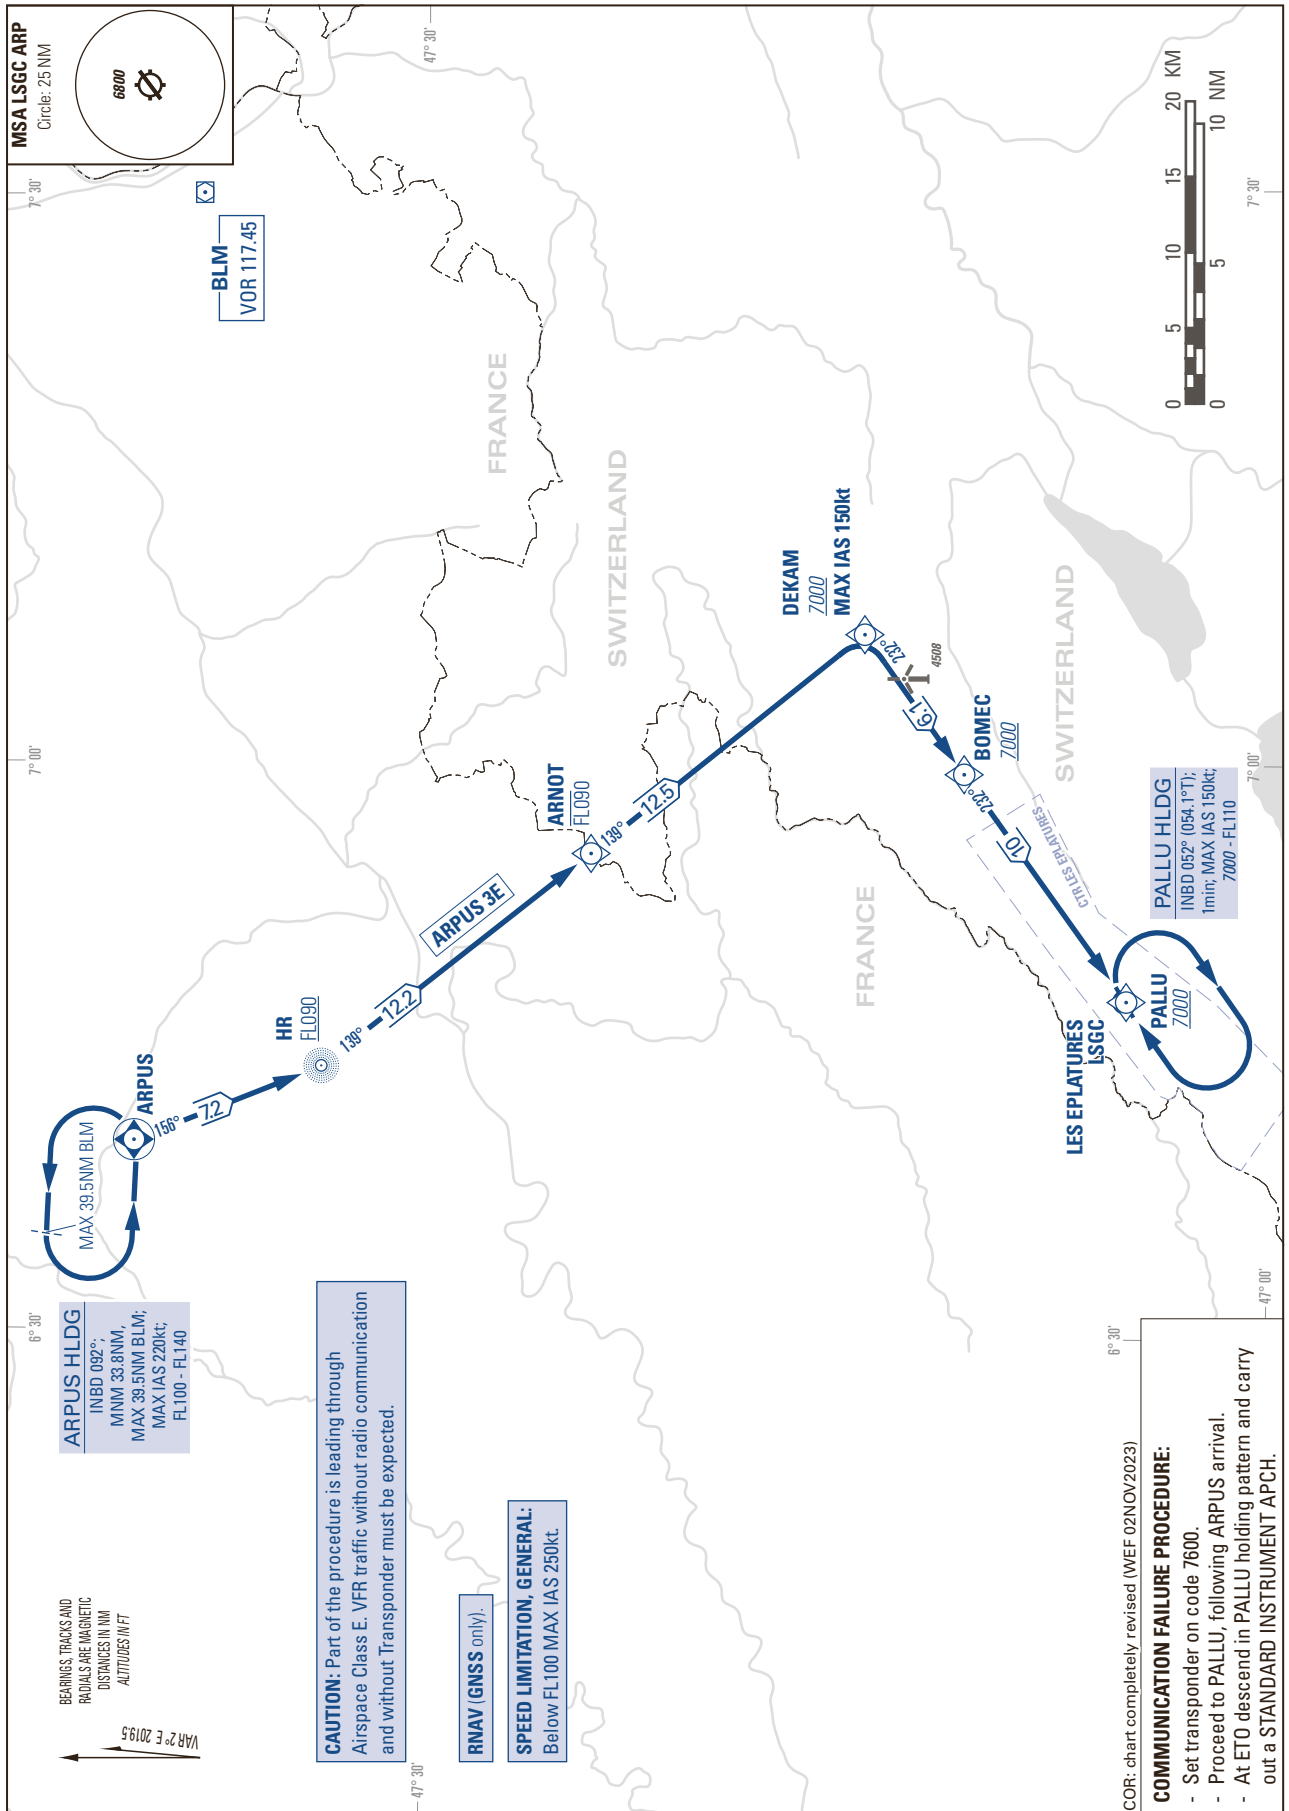 BEARINGS, TRACKS AND
RADIALS ARE MAGNETIC
DISTANCES IN NM
ALTITUDES IN FT
VAR 2° E 2019.5
6° 30'
7° 00'
7° 30'
MSA LSGC ARP
Circle: 25 NM
6800
ARPUS HLDG
INBD 092°;
MNM 33.8NM,
MAX 39.5NM BLM;
MAX IAS 220kt;
FL100 - FL140
MAX 39.5NM BLM
ARPUS
156°
7.2
BLM
VOR 117.45
HR
FL090
139°
12.2
ARPUS 3E
CAUTION: Part of the procedure is leading through
Airspace Class E. VFR traffic without radio communication
and without Transponder must be expected.
47° 30'
47° 30'
RNAV (GNSS only).
SPEED LIMITATION, GENERAL:
Below FL100 MAX IAS 250kt.
FRANCE
ARNOT
FL090
139°
12.5
SWITZERLAND
DEKAM
7000
MAX IAS 150kt
232°
6.1
4508
FRANCE
BOMEC
7000
232°
10
CTR LES EPLATURES
SWITZERLAND
LES EPLATURES
LSGC
PALLU
7000
PALLU HLDG
INBD 052° (054.1°T);
1min; MAX IAS 150kt;
7000 - FL110
0 5 10 15 20 KM
0 5 10 NM
6° 30'
7° 00'
7° 30'
47° 00'
COR: chart completely revised (WEF 02NOV2023)
COMMUNICATION FAILURE PROCEDURE:
- Set transponder on code 7600.
- Proceed to PALLU, following ARPUS arrival.
- At ETO descend in PALLU holding pattern and carry
out a STANDARD INSTRUMENT APCH.